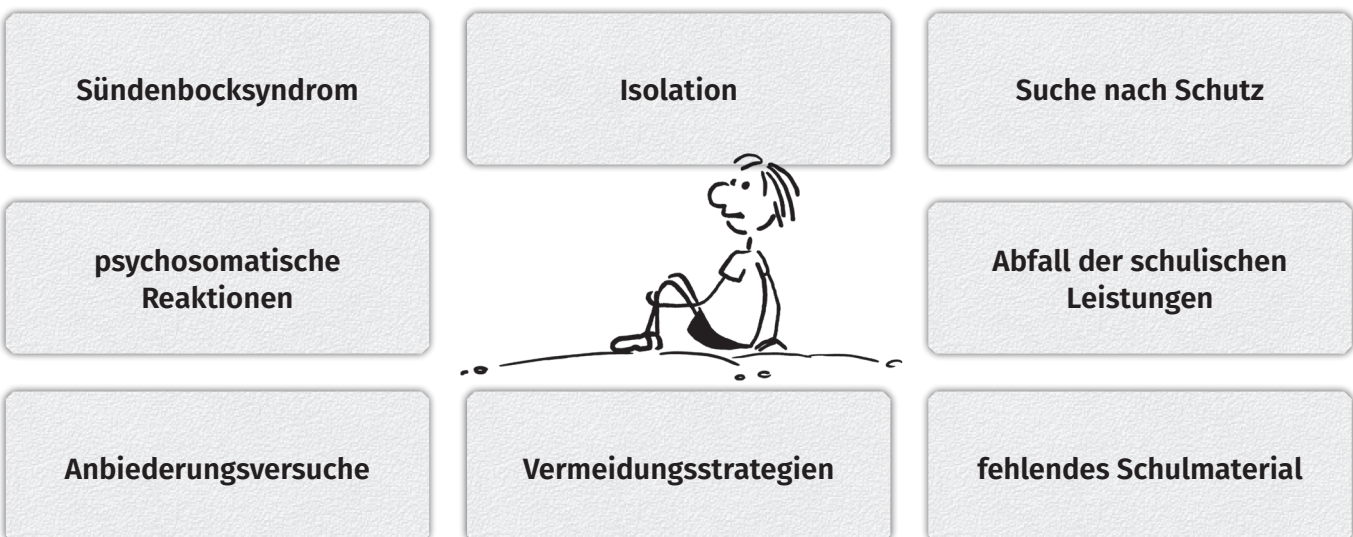 Sündenbocksyndrom
Isolation
Suche nach Schutz
psychosomatische
Reaktionen
Abfall der schulischen
Leistungen
Anbiederungsversuche
Vermeidungsstrategien
fehlendes Schulmaterial